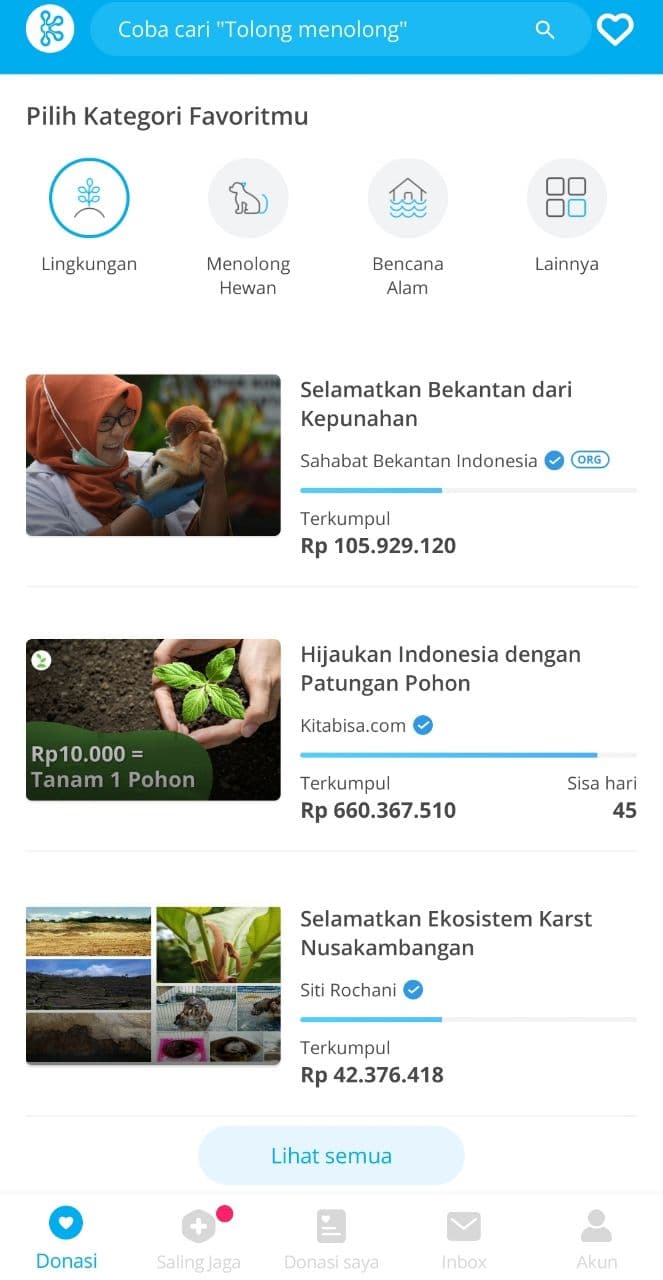 Coba cari "Tolong menolong"
Pilih Kategori Favoritmu
Lingkungan
Menolong
Hewan
Bencana
Alam
Lainnya
Selamatkan Bekantan dari
Kepunahan
Sahabat Bekantan Indonesia ORG
Terkumpul
Rp 105.929.120
Rp10.000 =
Tanam 1 Pohon
Hijaukan Indonesia dengan
Patungan Pohon
Kitabisa.com
Terkumpul Sisa hari
Rp 660.367.510 45
Selamatkan Ekosistem Karst
Nusakambangan
Siti Rochani
Terkumpul
Rp 42.376.418
Lihat semua
Donasi Saling Jaga Donasi saya Inbox Akun